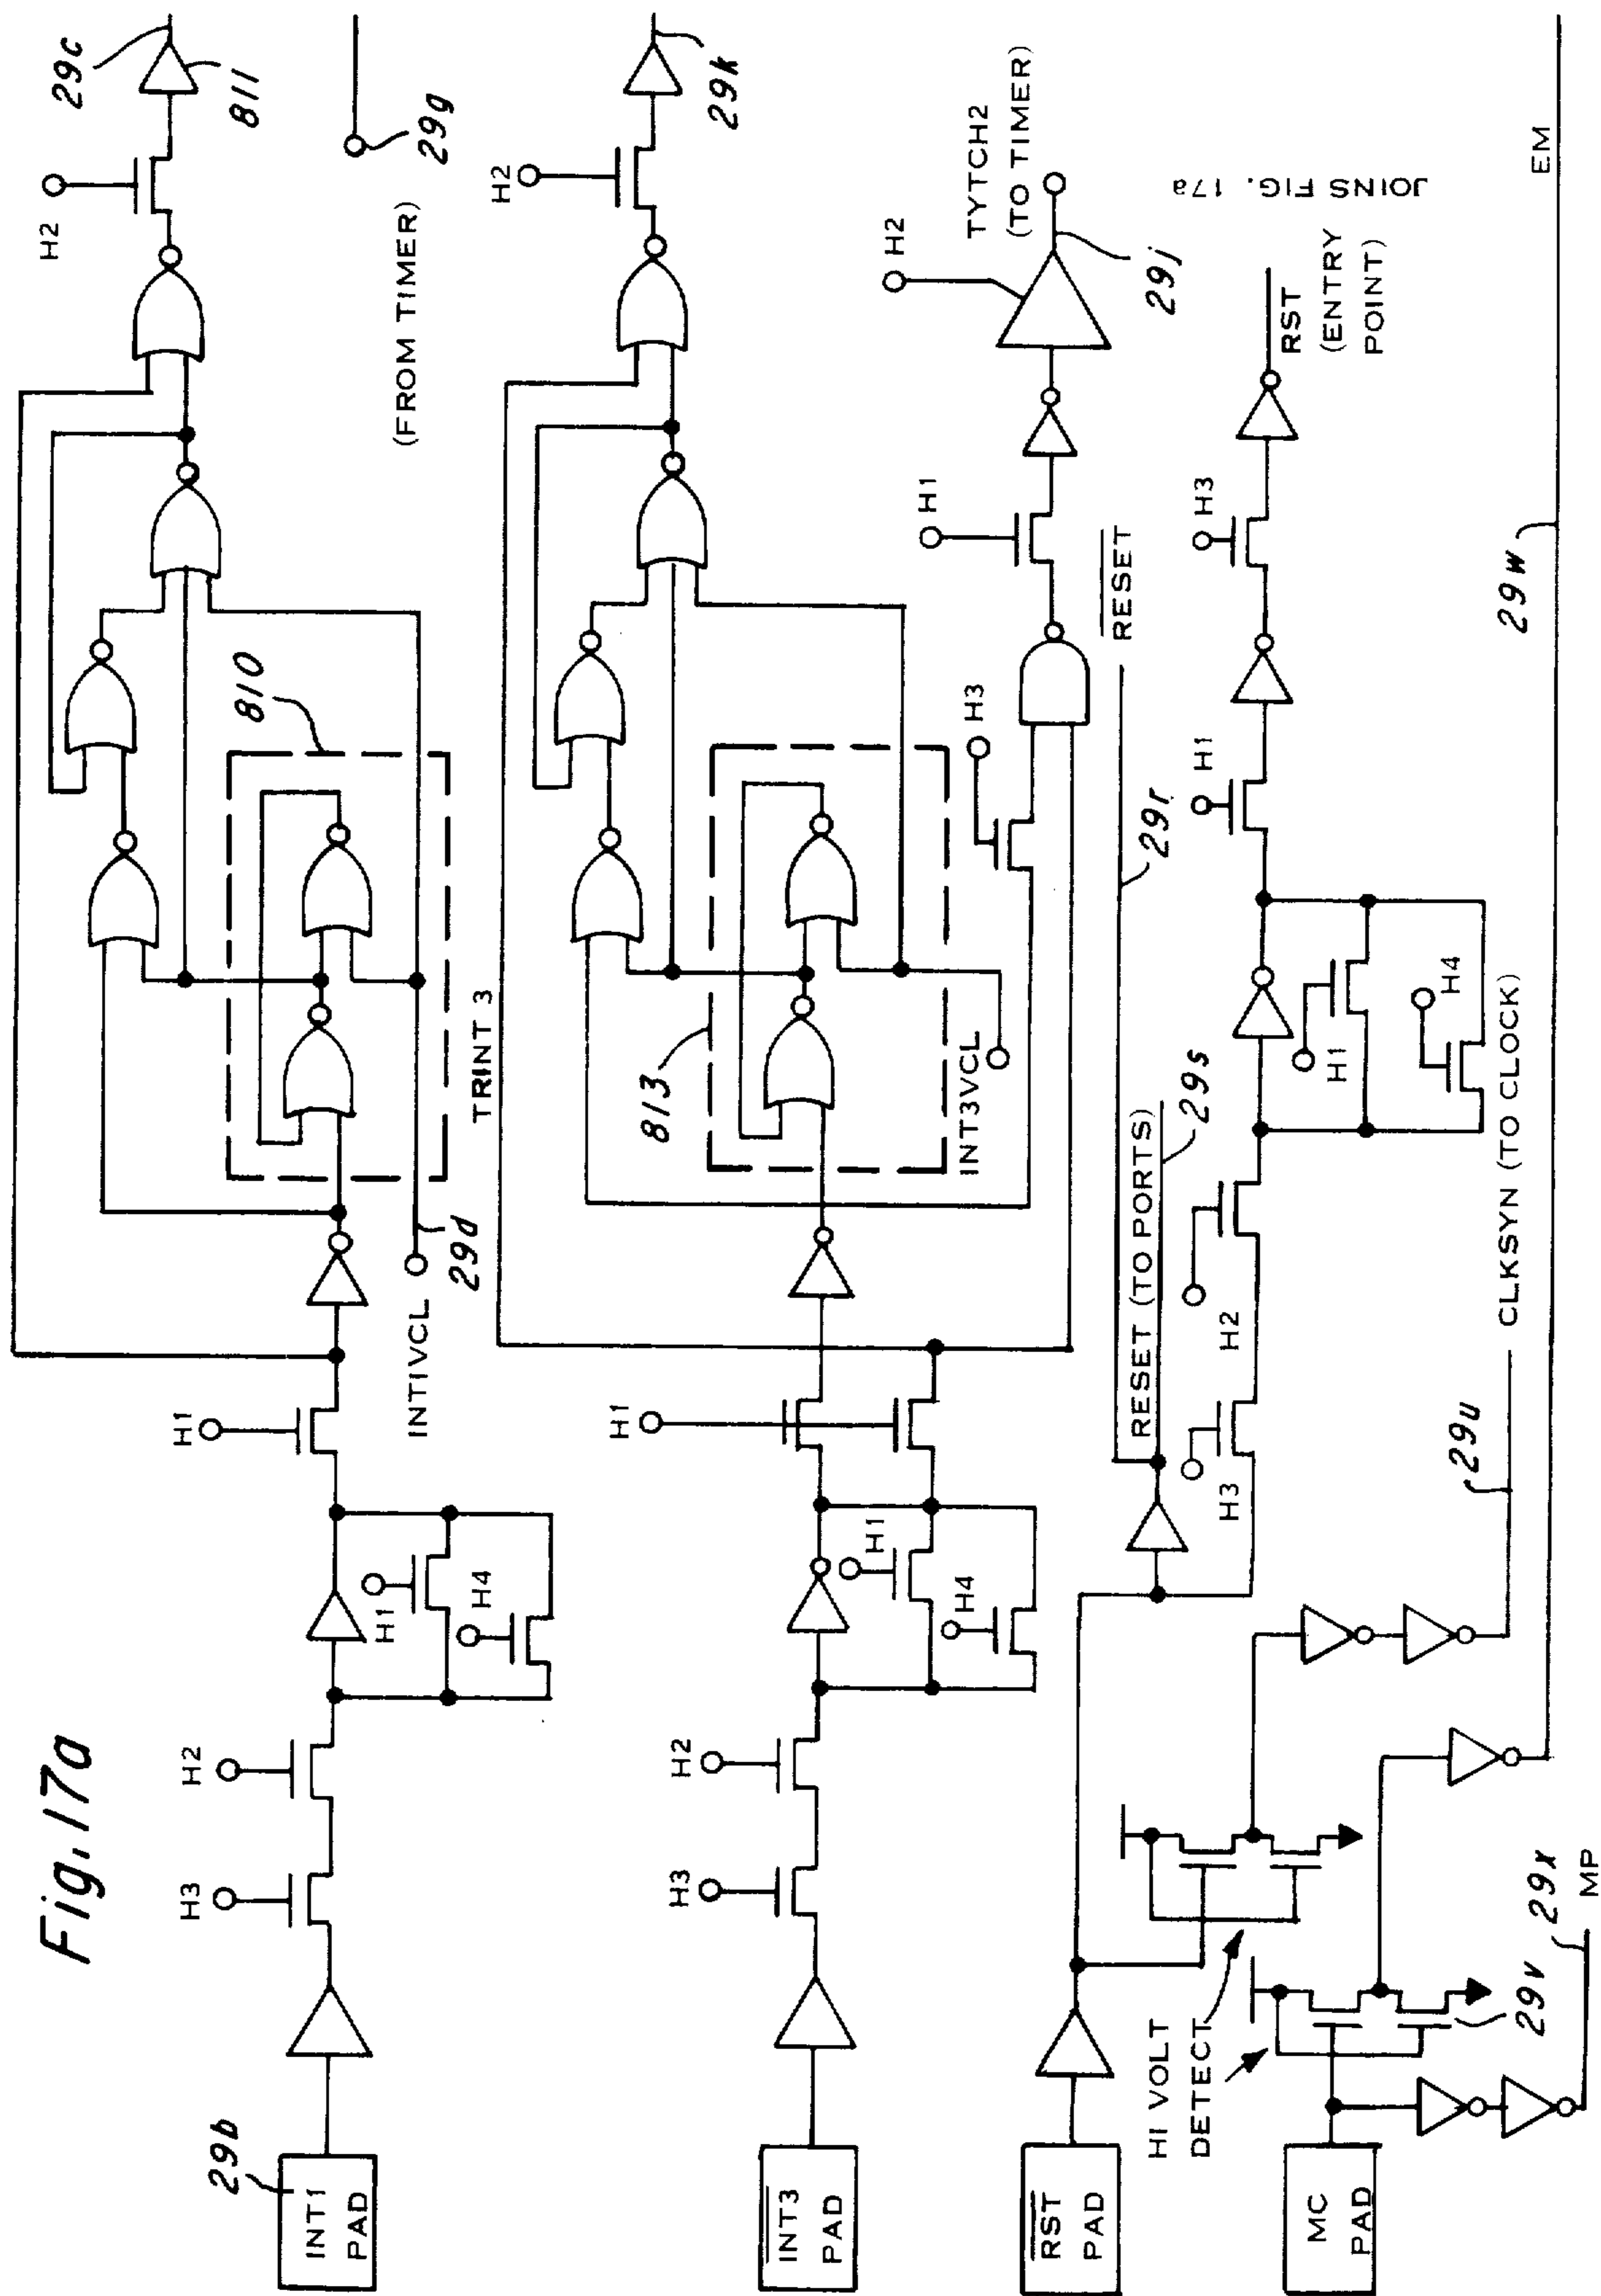 Fig. 17a
29b
INT1
PAD
H3
H2
H1
H4
H1
INTIVCL
29d
810
H2
29c
811
(FROM TIMER)
29g
TRINT 3
INT3
PAD
H3
H2
H1
H4
H1
813
INT3VCL
H2
29k
H3
H1
H2
TYTCH2
(TO TIMER)
29j
RST
PAD
RESET
29r
RESET (TO PORTS)
29s
H3
H2
H1
H4
H1
H3
RST
(ENTRY
POINT)
JOINS FIG. 17a
HI VOLT
DETECT
29u
CLKSYN (TO CLOCK)
MC
PAD
29v
29x
MP
29w
EM